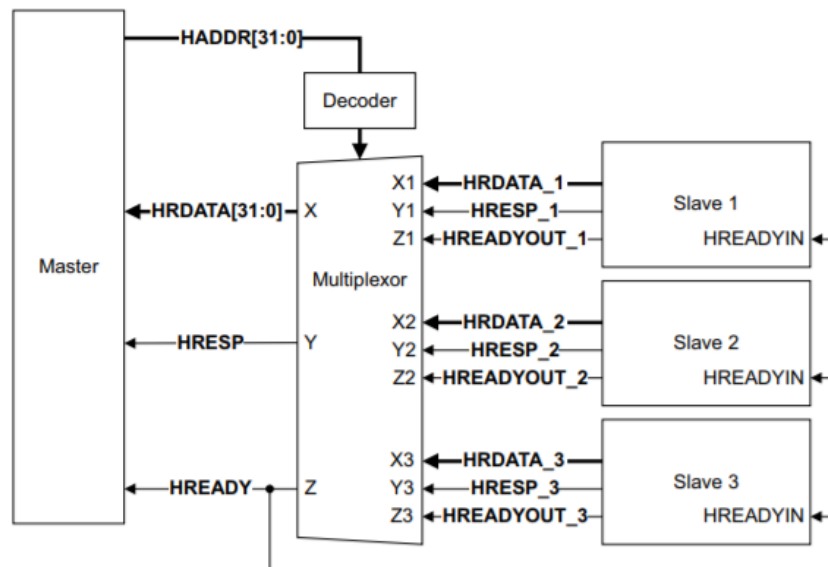 HADDR[31:0]
Decoder
Master
HRDATA[31:0]
HRESP
HREADY
Multiplexor
X
Y
Z
X1
Y1
Z1
X2
Y2
Z2
X3
Y3
Z3
HRDATA_1
HRESP_1
HREADYOUT_1
Slave 1
HREADYIN
HRDATA_2
HRESP_2
HREADYOUT_2
Slave 2
HREADYIN
HRDATA_3
HRESP_3
HREADYOUT_3
Slave 3
HREADYIN